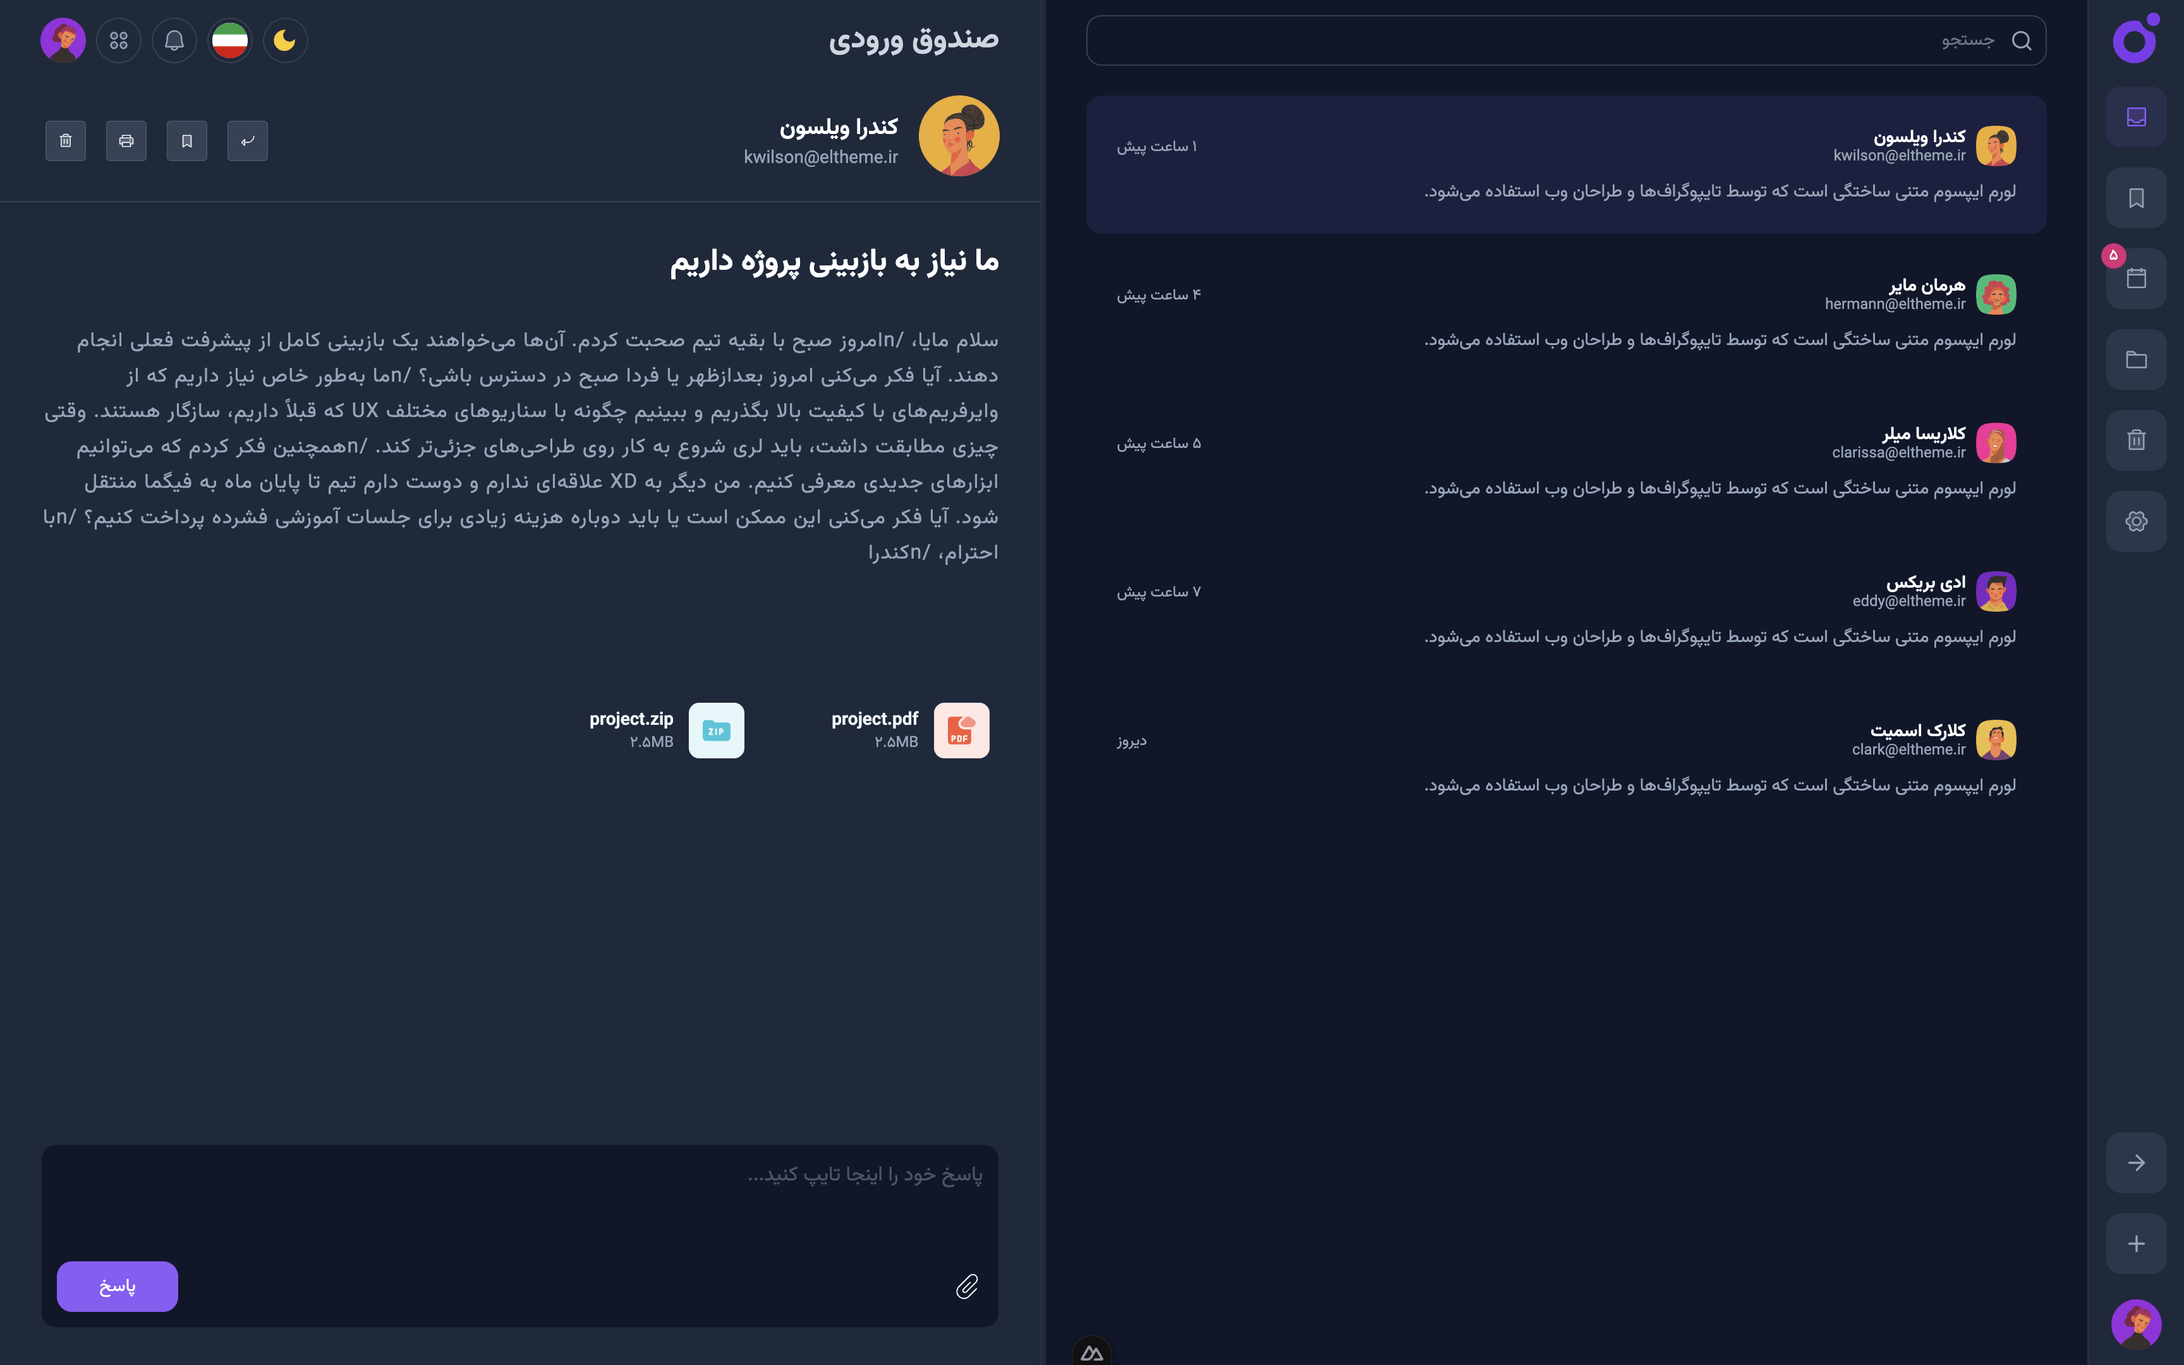 ۵
جستجو
کندرا ویلسون
kwilson@eltheme.ir
۱ ساعت پیش
لورم ایپسوم متنی ساختگی است که توسط تایپوگراف‌ها و طراحان وب استفاده می‌شود.
هرمان مایر
hermann@eltheme.ir
۴ ساعت پیش
لورم ایپسوم متنی ساختگی است که توسط تایپوگراف‌ها و طراحان وب استفاده می‌شود.
کلاریسا میلر
clarissa@eltheme.ir
۵ ساعت پیش
لورم ایپسوم متنی ساختگی است که توسط تایپوگراف‌ها و طراحان وب استفاده می‌شود.
ادی بریکس
eddy@eltheme.ir
۷ ساعت پیش
لورم ایپسوم متنی ساختگی است که توسط تایپوگراف‌ها و طراحان وب استفاده می‌شود.
کلارک اسمیت
clark@eltheme.ir
دیروز
لورم ایپسوم متنی ساختگی است که توسط تایپوگراف‌ها و طراحان وب استفاده می‌شود.
صندوق ورودی
کندرا ویلسون
kwilson@eltheme.ir
ما نیاز به بازبینی پروژه داریم
سلام مایا، /nامروز صبح با بقیه تیم صحبت کردم. آن‌ها می‌خواهند یک بازبینی کامل از پیشرفت فعلی انجام
دهند. آیا فکر می‌کنی امروز بعدازظهر یا فردا صبح در دسترس باشی؟ /nما به‌طور خاص نیاز داریم که از
وایرفریم‌های با کیفیت بالا بگذریم و ببینیم چگونه با سناریوهای مختلف UX که قبلاً داریم، سازگار هستند. وقتی
چیزی مطابقت داشت، باید لری شروع به کار روی طراحی‌های جزئی‌تر کند. /nهمچنین فکر کردم که می‌توانیم
ابزارهای جدیدی معرفی کنیم. من دیگر به XD علاقه‌ای ندارم و دوست دارم تیم تا پایان ماه به فیگما منتقل
شود. آیا فکر می‌کنی این ممکن است یا باید دوباره هزینه زیادی برای جلسات آموزشی فشرده پرداخت کنیم؟ /nبا
احترام، /nکندرا
PDF
project.pdf
۲.۵MB
ZIP
project.zip
۲.۵MB
پاسخ خود را اینجا تایپ کنید...
پاسخ